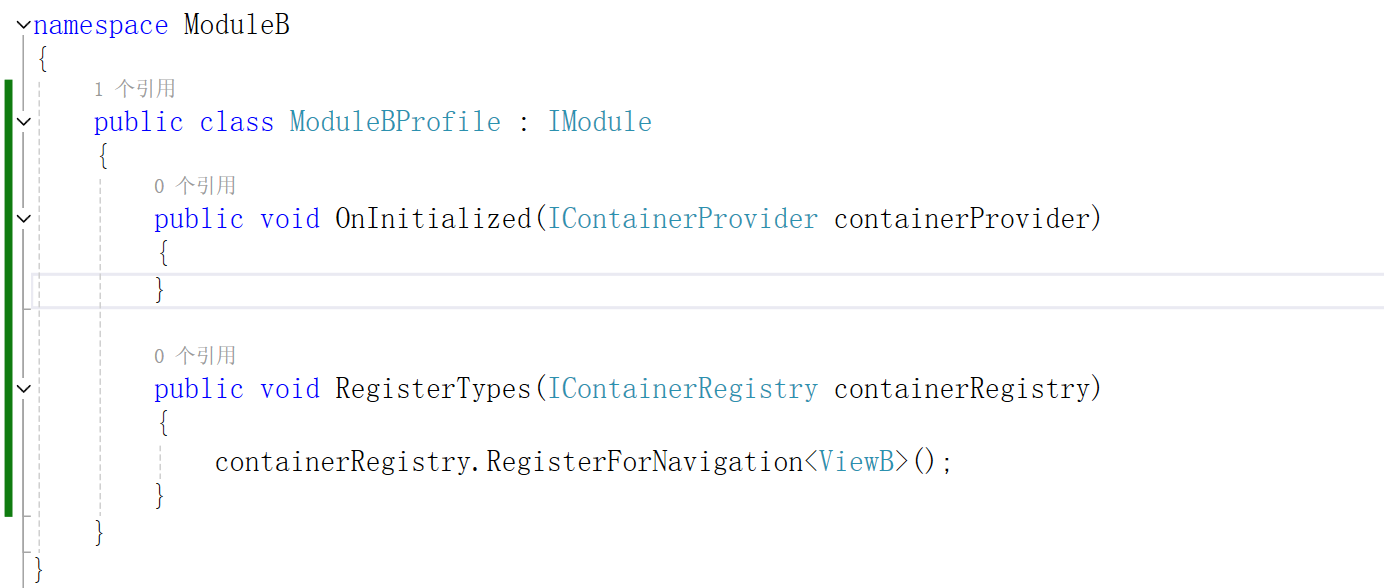 namespace ModuleB
{
1 个引用
public class ModuleBProfile : IModule
{
0 个引用
public void OnInitialized(IContainerProvider containerProvider)
{
}
0 个引用
public void RegisterTypes(IContainerRegistry containerRegistry)
{
containerRegistry.RegisterForNavigation<ViewB>();
}
}
}